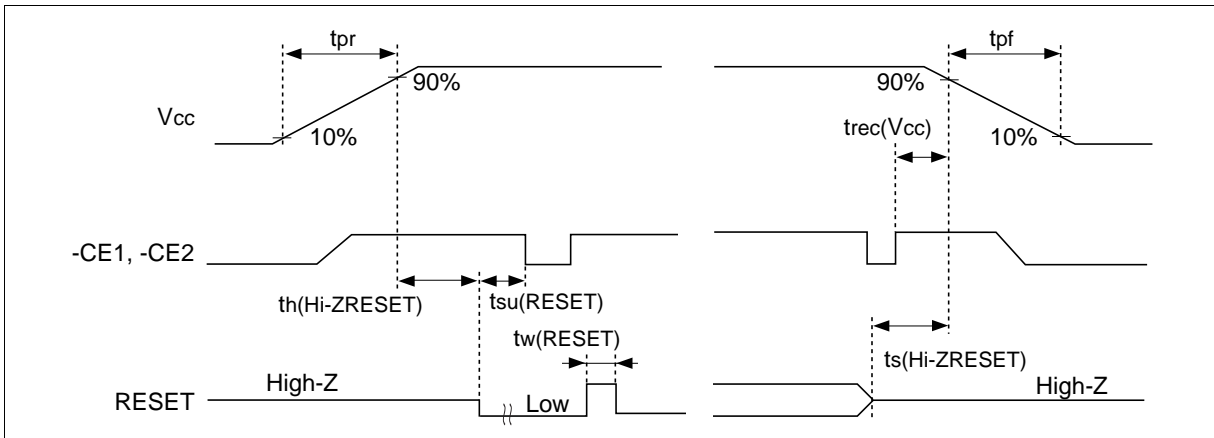 tpr
tpf
90%
90%
Vcc
10%
trec(Vcc)
10%
-CE1, -CE2
th(Hi-ZRESET)
tsu(RESET)
tw(RESET)
ts(Hi-ZRESET)
High-Z
High-Z
RESET
Low